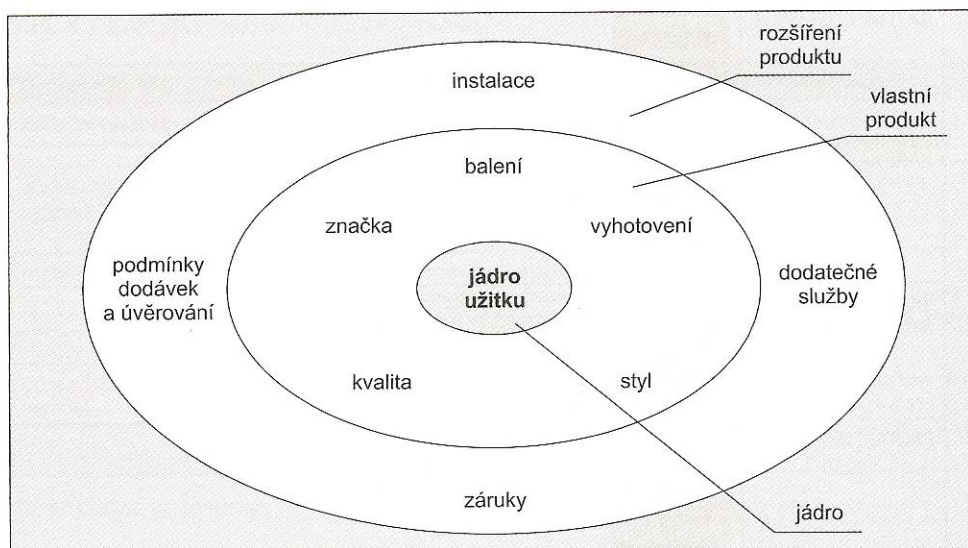 rozšíření
produktu
instalace
vlastní
produkt
balení
značka
vyhotovení
podmínky
dodávek
a úvěrování
jádro
užitku
dodatečné
služby
kvalita
styl
záruky
jádro